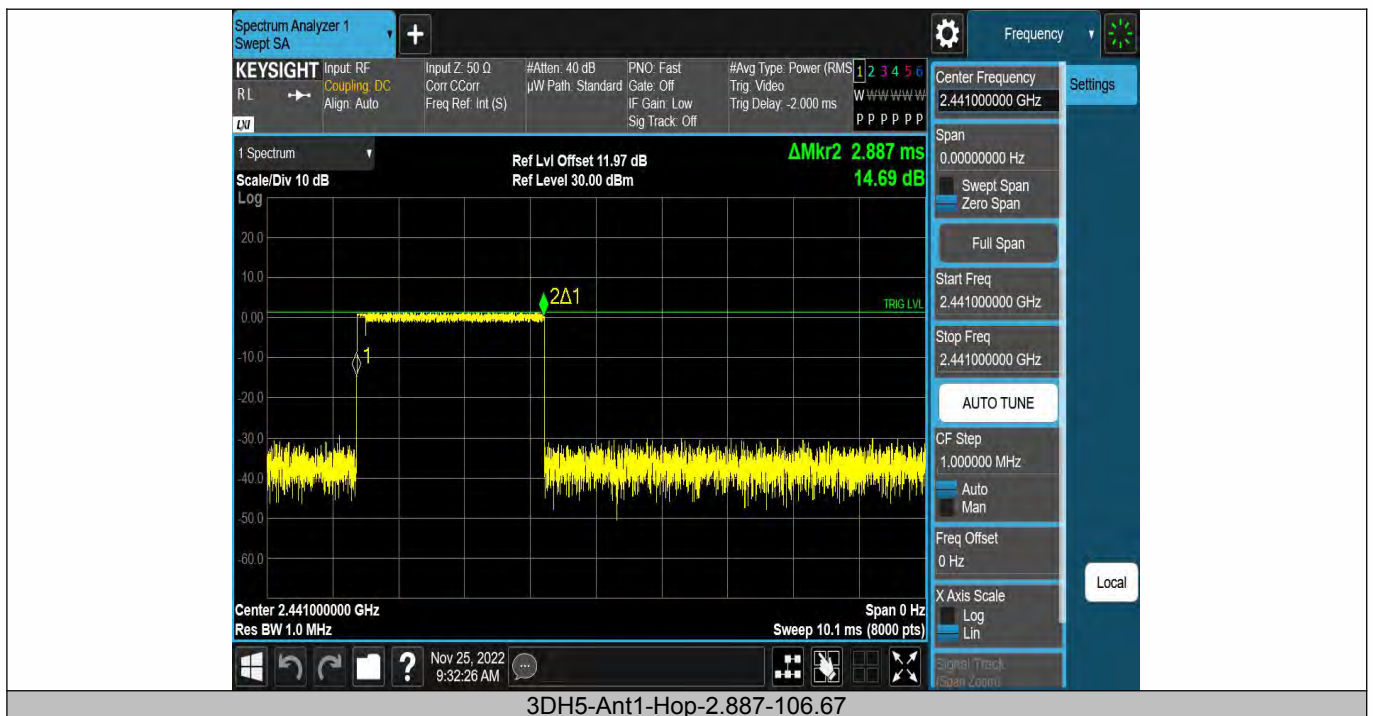 Spectrum Analyzer 1
Swept SA
Frequency
KEYSIGHT
RL
LXI
Input: RF
Coupling: DC
Align: Auto
Input Z: 50 Ω
Corr CCorr
Freq Ref: Int (S)
#Atten: 40 dB
µW Path: Standard
PNO: Fast
Gate: Off
IF Gain: Low
Sig Track: Off
#Avg Type: Power (RMS
Trig: Video
Trig Delay: -2.000 ms
1 2 3 4 5 6
W W W W W W
P P P P P P
Center Frequency
2.441000000 GHz
Settings
Span
0.00000000 Hz
Swept Span
Zero Span
Full Span
Start Freq
2.441000000 GHz
Stop Freq
2.441000000 GHz
AUTO TUNE
CF Step
1.000000 MHz
Auto
Man
Freq Offset
0 Hz
X Axis Scale
Log
Lin
Signal Track
(Span Zoom)
Local
1 Spectrum
Scale/Div 10 dB
Log
Ref Lvl Offset 11.97 dB
Ref Level 30.00 dBm
ΔMkr2 2.887 ms
14.69 dB
20.0
10.0
0.00
-10.0
-20.0
-30.0
-40.0
-50.0
-60.0
2Δ1
1
TRIG LVL
Center 2.441000000 GHz
Res BW 1.0 MHz
Span 0 Hz
Sweep 10.1 ms (8000 pts)
?
Nov 25, 2022
9:32:26 AM
3DH5-Ant1-Hop-2.887-106.67